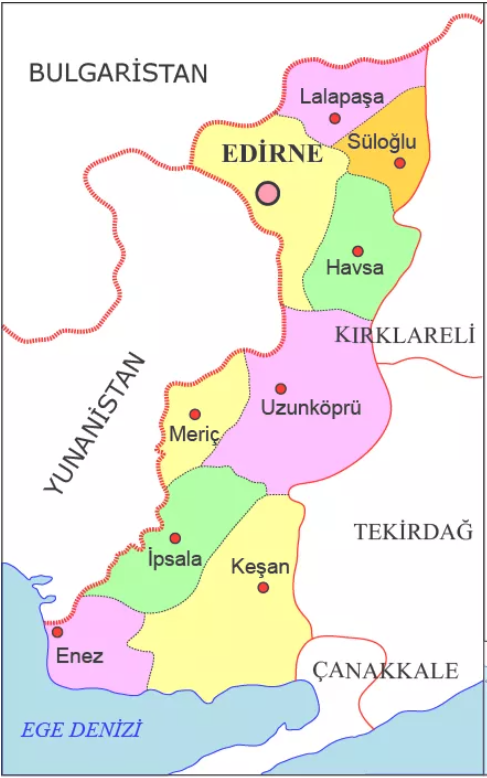 BULGARİSTAN
Lalapaşa
Süloğlu
EDİRNE
Havsa
KIRKLARELİ
YUNANİSTAN
Uzunköprü
Meriç
TEKİRDAĞ
İpsala
Keşan
Enez
ÇANAKKALE
EGE DENİZİ